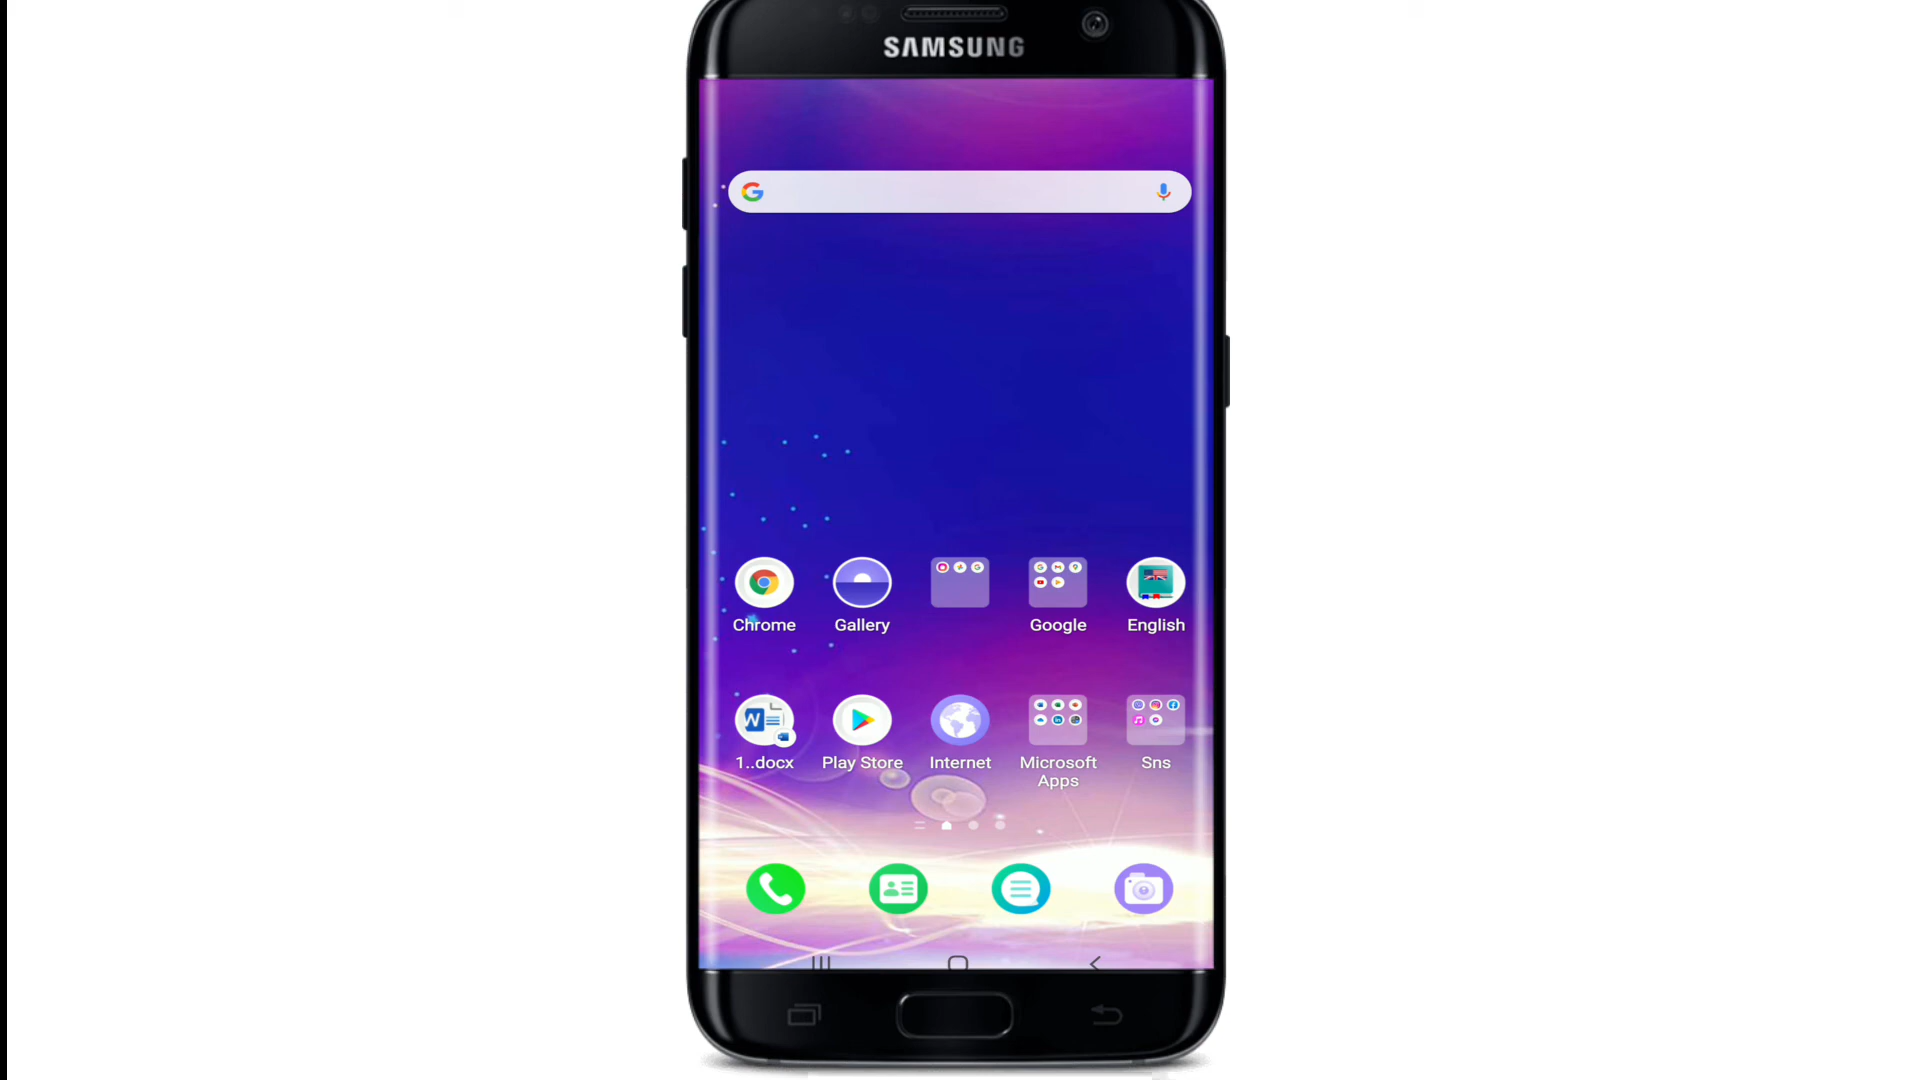 SAMSUNG
Chrome
Gallery
Google
English
1..docx
Play Store
Internet
Microsoft
Apps
Sns